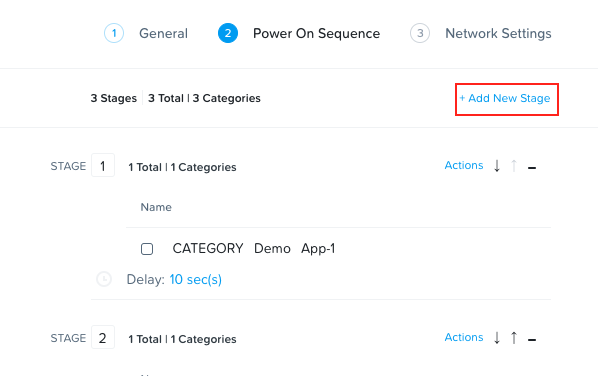 1 General 2 Power On Sequence 3 Network Settings
3 Stages 3 Total | 3 Categories + Add New Stage
STAGE 1 1 Total | 1 Categories Actions ↓ ↑ –
Name
CATEGORY Demo App-1
Delay: 10 sec(s)
STAGE 2 1 Total | 1 Categories Actions ↓ ↑ –